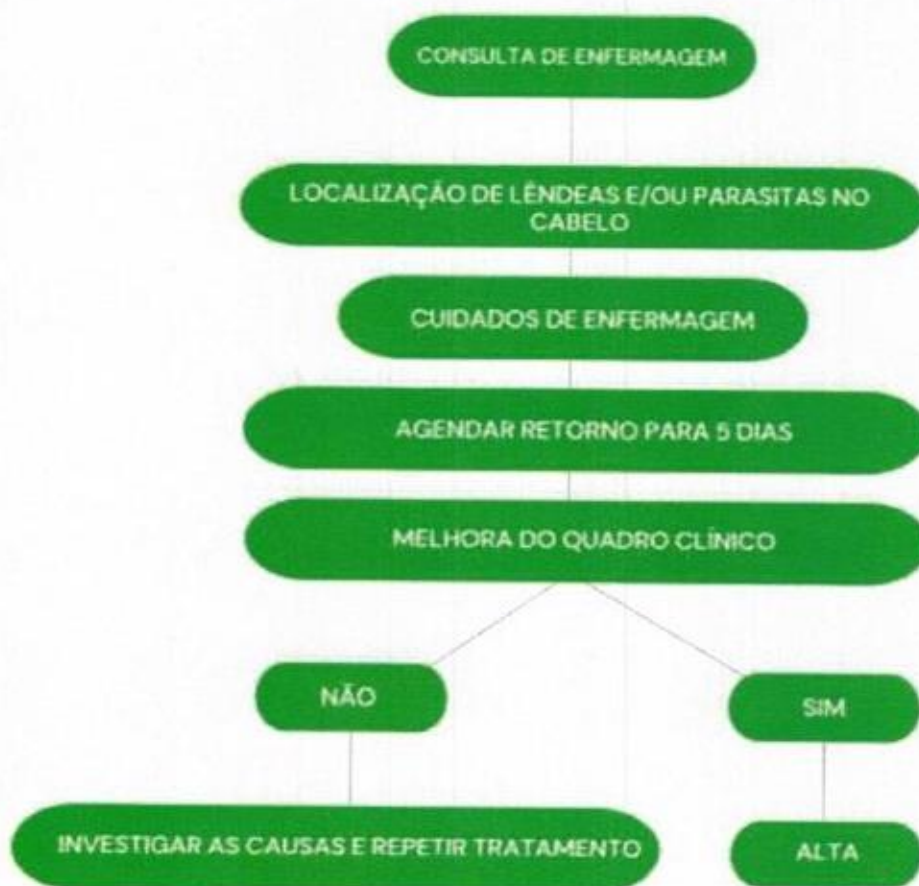 CONSULTA DE ENFERMAGEM
LOCALIZAÇÃO DE LÊNDEAS E/OU PARASITAS NO
CABELO
CUIDADOS DE ENFERMAGEM
AGENDAR RETORNO PARA 5 DIAS
MELHORA DO QUADRO CLÍNICO
NÃO
SIM
INVESTIGAR AS CAUSAS E REPETIR TRATAMENTO
ALTA